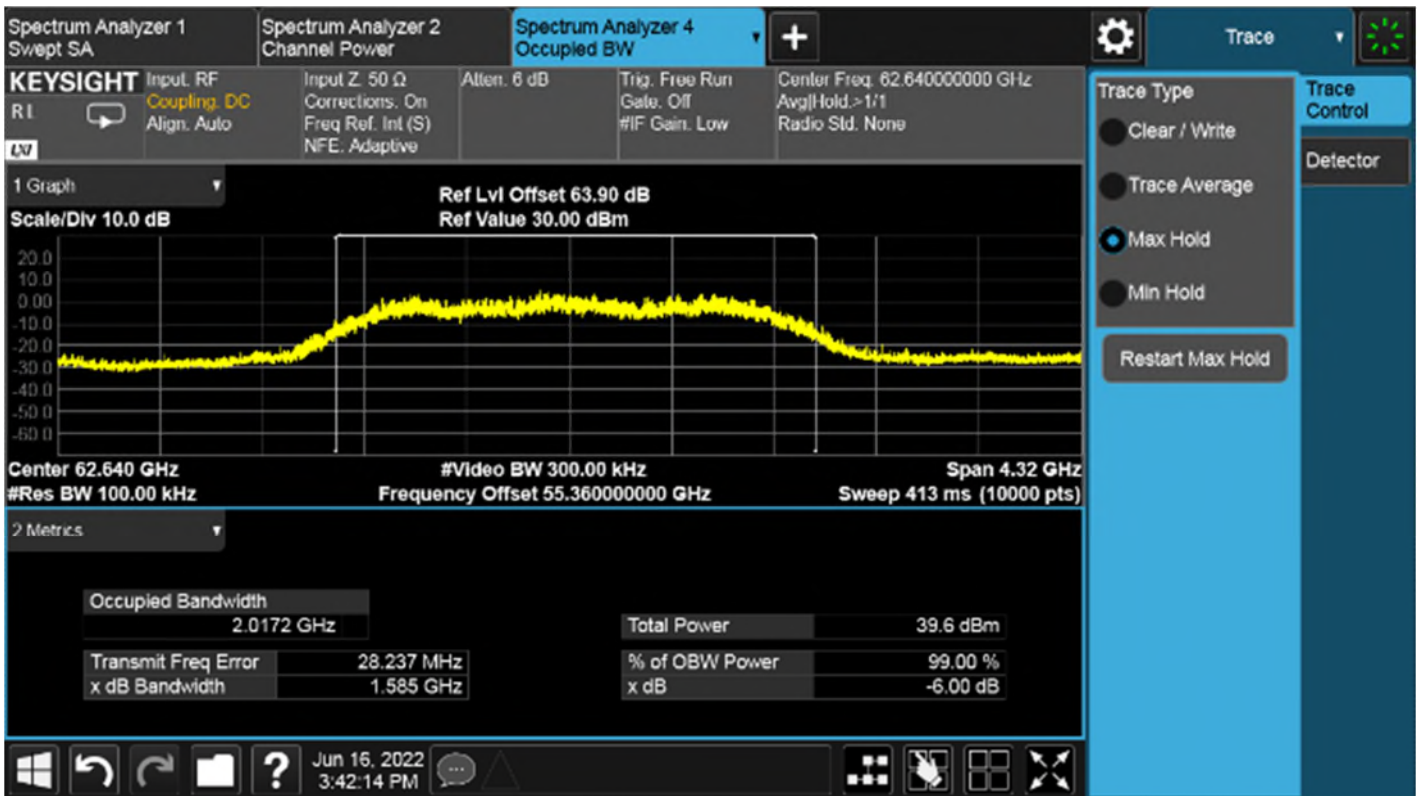 Spectrum Analyzer 1
Swept SA
Spectrum Analyzer 2
Channel Power
Spectrum Analyzer 4
Occupied BW
Trace
KEYSIGHT
Input. RF
Coupling. DC
Align. Auto
Input Z. 50 Ω
Corrections. On
Freq Ref. Int (S)
NFE. Adaptive
Atten. 6 dB
Trig. Free Run
Gate. Off
#IF Gain. Low
Center Freq. 62.640000000 GHz
Avg|Hold.>1/1
Radio Std. None
Trace Type
Clear / Write
Trace Average
Max Hold
Min Hold
Restart Max Hold
Trace
Control
Detector
1 Graph
Scale/Div 10.0 dB
Ref Lvl Offset 63.90 dB
Ref Value 30.00 dBm
20.0
10.0
0.00
-10.0
-20.0
-30.0
-40.0
-50.0
-60.0
Center 62.640 GHz
#Video BW 300.00 kHz
Span 4.32 GHz
#Res BW 100.00 kHz
Frequency Offset 55.360000000 GHz
Sweep 413 ms (10000 pts)
2 Metrics
Occupied Bandwidth
2.0172 GHz
Total Power 39.6 dBm
Transmit Freq Error 28.237 MHz
% of OBW Power 99.00 %
x dB Bandwidth 1.585 GHz
x dB -6.00 dB
?
Jun 16, 2022
3:42:14 PM